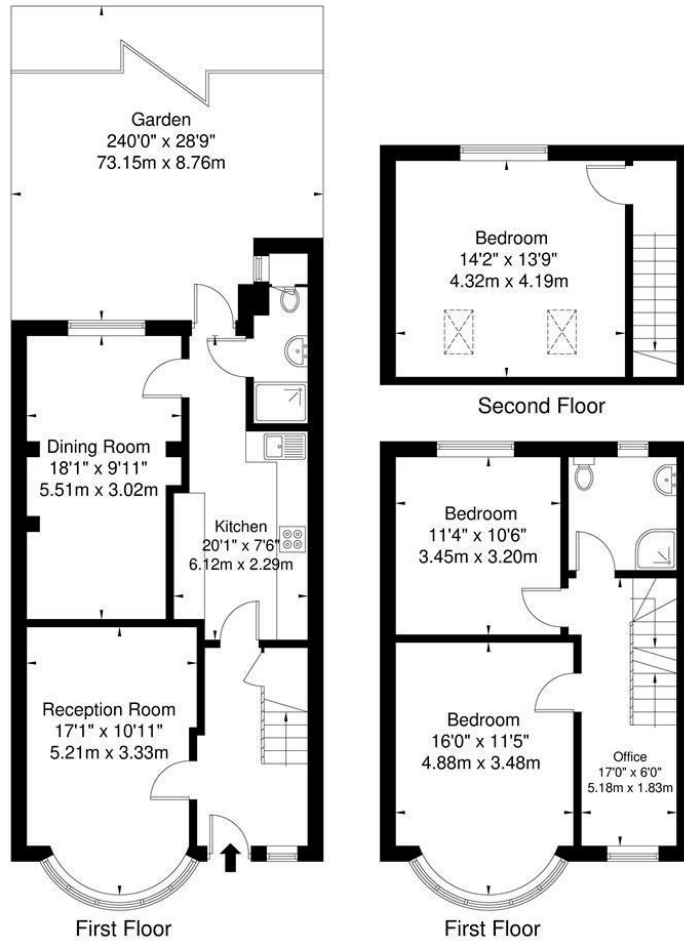 Garden
240'0" x 28'9"
73.15m x 8.76m
Dining Room
18'1" x 9'11"
5.51m x 3.02m
Kitchen
20'1" x 7'6"
6.12m x 2.29m
Reception Room
17'1" x 10'11"
5.21m x 3.33m
First Floor
Bedroom
14'2" x 13'9"
4.32m x 4.19m
Second Floor
Bedroom
11'4" x 10'6"
3.45m x 3.20m
Bedroom
16'0" x 11'5"
4.88m x 3.48m
Office
17'0" x 6'0"
5.18m x 1.83m
First Floor